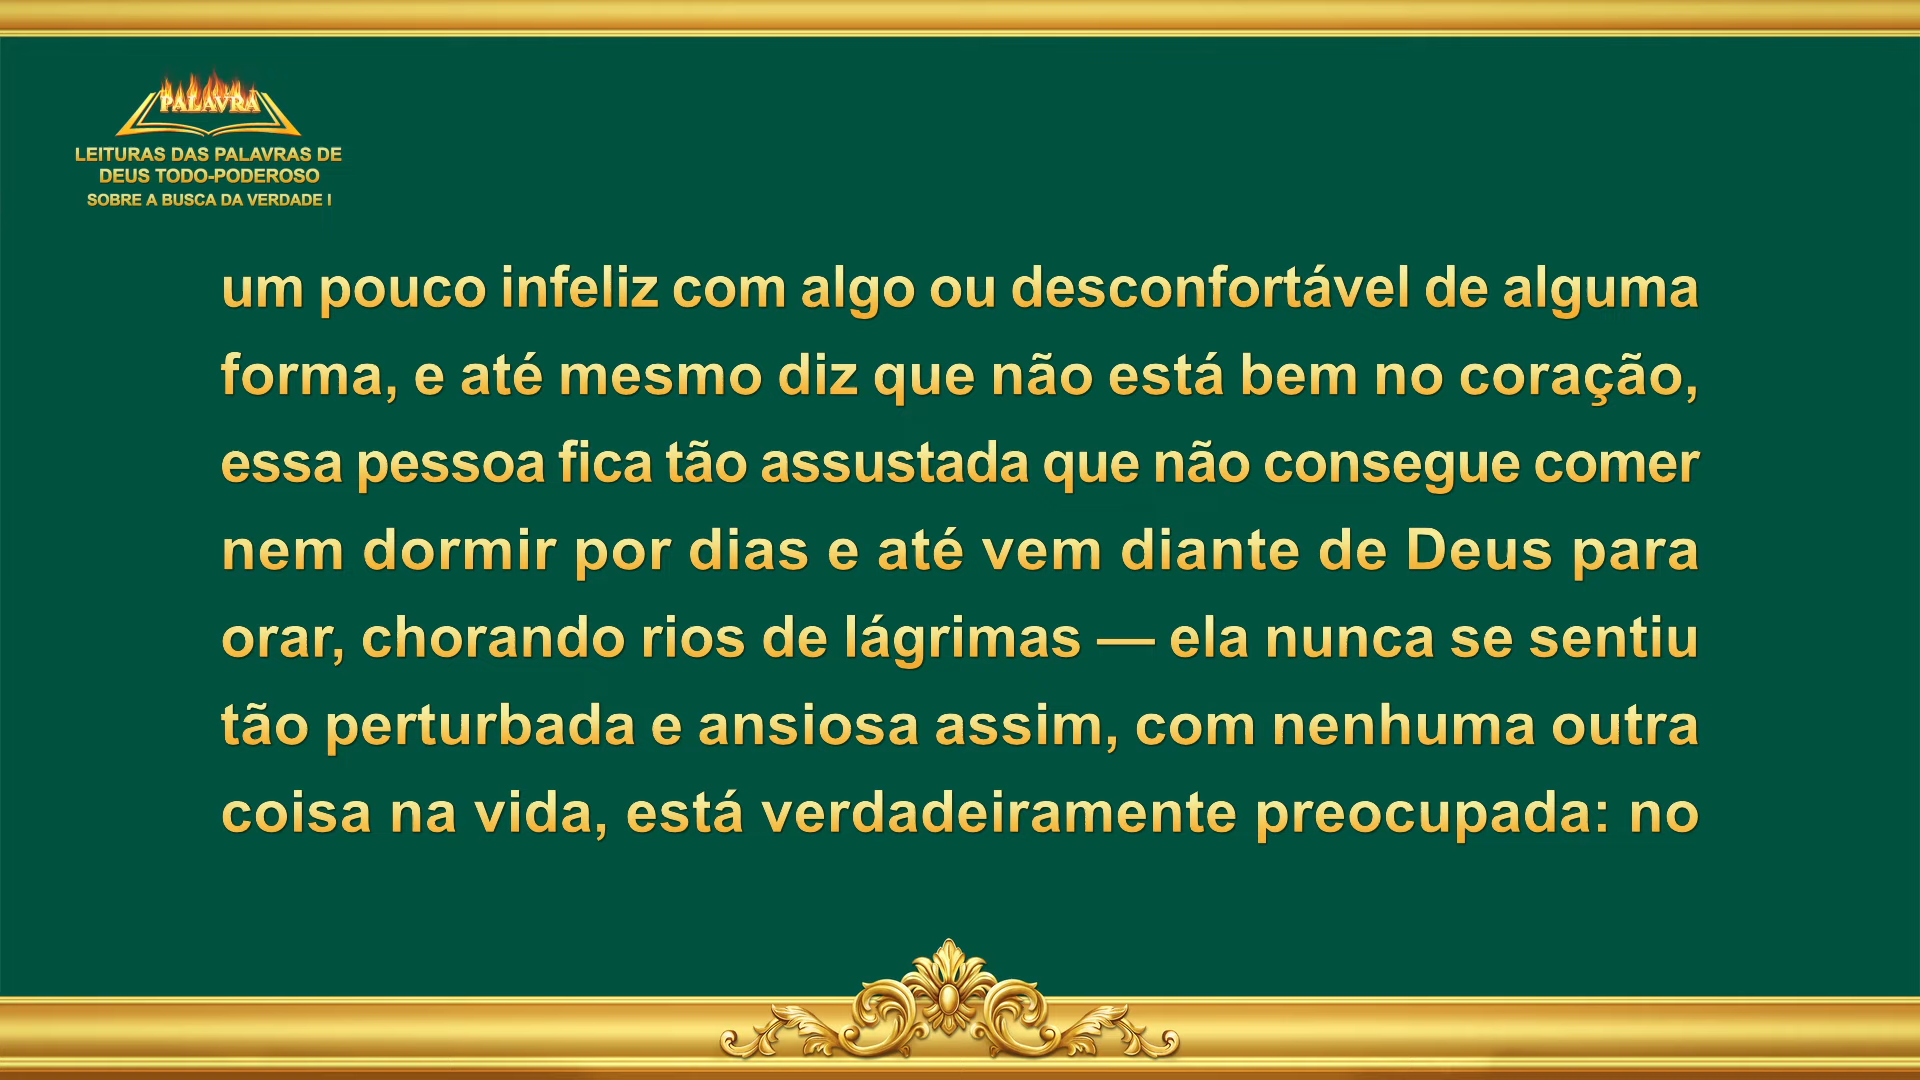 PALAVRA
LEITURAS DAS PALAVRAS DE
DEUS TODO-PODEROSO
SOBRE A BUSCA DA VERDADE I
um pouco infeliz com algo ou desconfortável de alguma
forma, e até mesmo diz que não está bem no coração,
essa pessoa fica tão assustada que não consegue comer
nem dormir por dias e até vem diante de Deus para
orar, chorando rios de lágrimas — ela nunca se sentiu
tão perturbada e ansiosa assim, com nenhuma outra
coisa na vida, está verdadeiramente preocupada: no